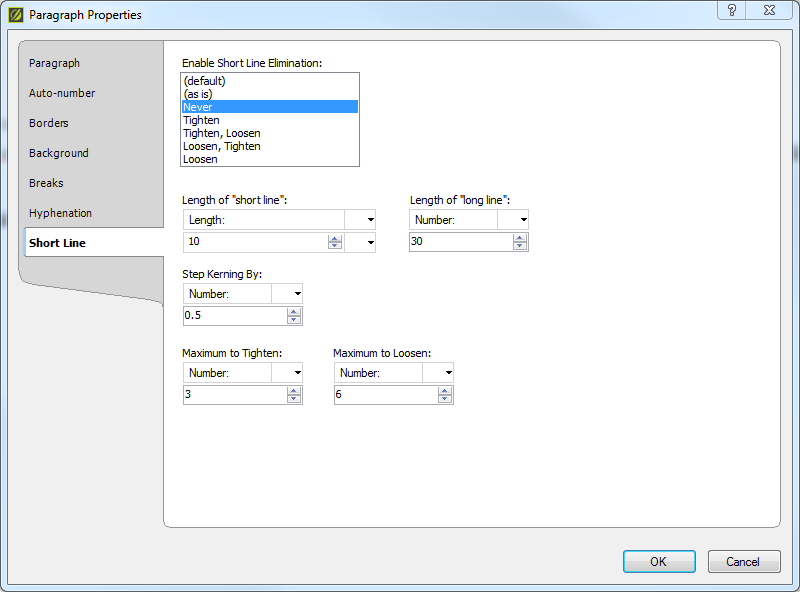 Paragraph Properties
?
Paragraph
Auto-number
Borders
Background
Breaks
Hyphenation
Short Line
Enable Short Line Elimination:
(default)
(as is)
Never
Tighten
Tighten, Loosen
Loosen, Tighten
Loosen
Length of "short line":
Length:
10
Length of "long line":
Number:
30
Step Kerning By:
Number:
0.5
Maximum to Tighten:
Number:
3
Maximum to Loosen:
Number:
6
OK
Cancel